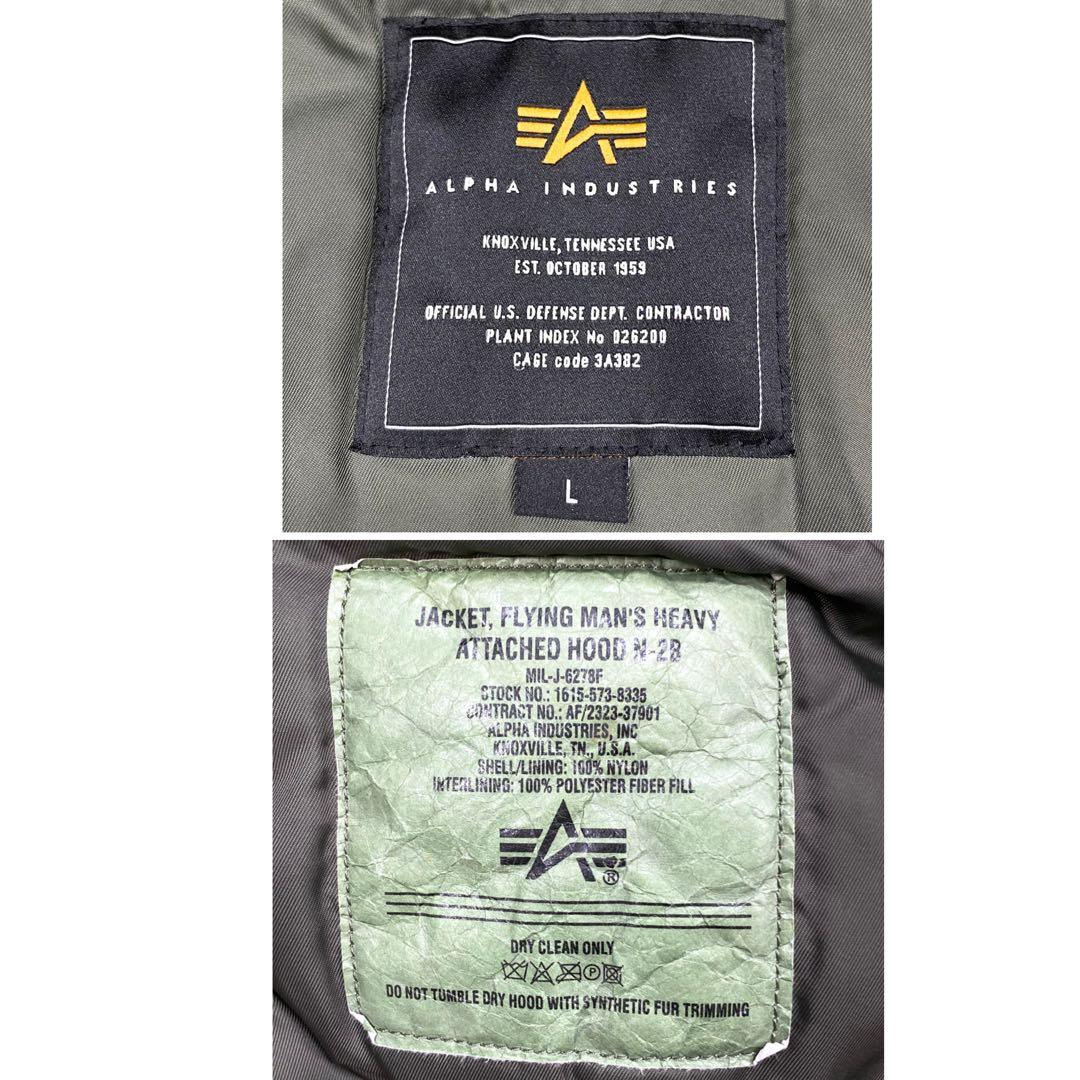 ALPHA INDUSTRIES
KNOXVILLE, TENNESSEE USA
EST. OCTOBER 1959
OFFICIAL U.S. DEFENSE DEPT. CONTRACTOR
PLANT INDEX No 026200
CAGE code 3A382
L
JACKET, FLYING MAN'S HEAVY
ATTACHED HOOD N-2B
MIL-J-6278F
STOCK NO.: 1615-573-8335
CONTRACT NO.: AF/2323-37901
ALPHA INDUSTRIES, INC
KNOXVILLE, TN., U.S.A.
SHELL/LINING: 100% NYLON
INTERLINING: 100% POLYESTER FIBER FILL
®
DRY CLEAN ONLY
P
DO NOT TUMBLE DRY HOOD WITH SYNTHETIC FUR TRIMMING